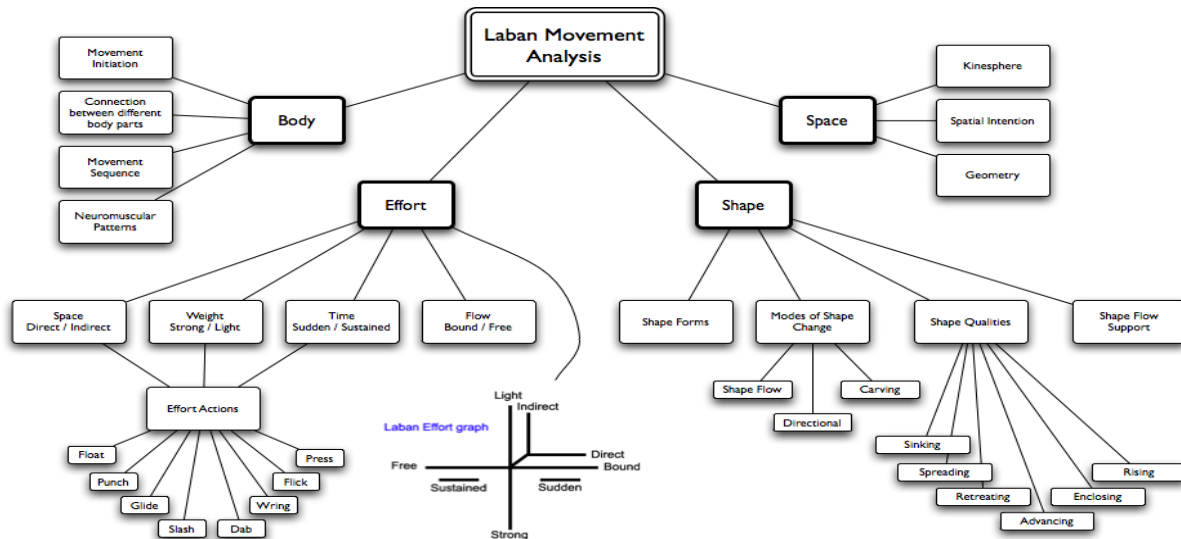 Laban Movement
Analysis
Movement
Initiation
Connection
between different
body parts
Movement
Sequence
Neuromuscular
Patterns
Body
Space
Kinesphere
Spatial Intention
Geometry
Effort
Shape
Space
Direct / Indirect
Weight
Strong / Light
Time
Sudden / Sustained
Flow
Bound / Free
Shape Forms
Modes of Shape
Change
Shape Qualities
Shape Flow
Support
Effort Actions
Float
Punch
Glide
Slash
Dab
Wring
Flick
Press
Laban Effort graph
Light
Indirect
Direct
Free
Bound
Sustained
Sudden
Strong
Shape Flow
Directional
Carving
Sinking
Spreading
Retreating
Advancing
Enclosing
Rising